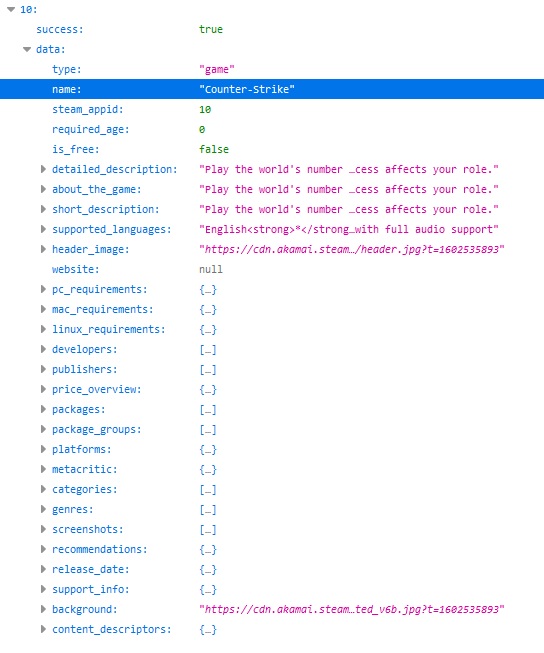 10:
success: true
data:
type: "game"
name: "Counter-Strike"
steam_appid: 10
required_age: 0
is_free: false
detailed_description: "Play the world's number …cess affects your role."
about_the_game: "Play the world's number …cess affects your role."
short_description: "Play the world's number …cess affects your role."
supported_languages: "English<strong>*</strong…with full audio support"
header_image: "https://cdn.akamai.steam…/header.jpg?t=1602535893"
website: null
pc_requirements: {…}
mac_requirements: {…}
linux_requirements: {…}
developers: […]
publishers: […]
price_overview: {…}
packages: […]
package_groups: […]
platforms: {…}
metacritic: {…}
categories: […]
genres: […]
screenshots: […]
recommendations: {…}
release_date: {…}
support_info: {…}
background: "https://cdn.akamai.steam…ted_v6b.jpg?t=1602535893"
content_descriptors: {…}